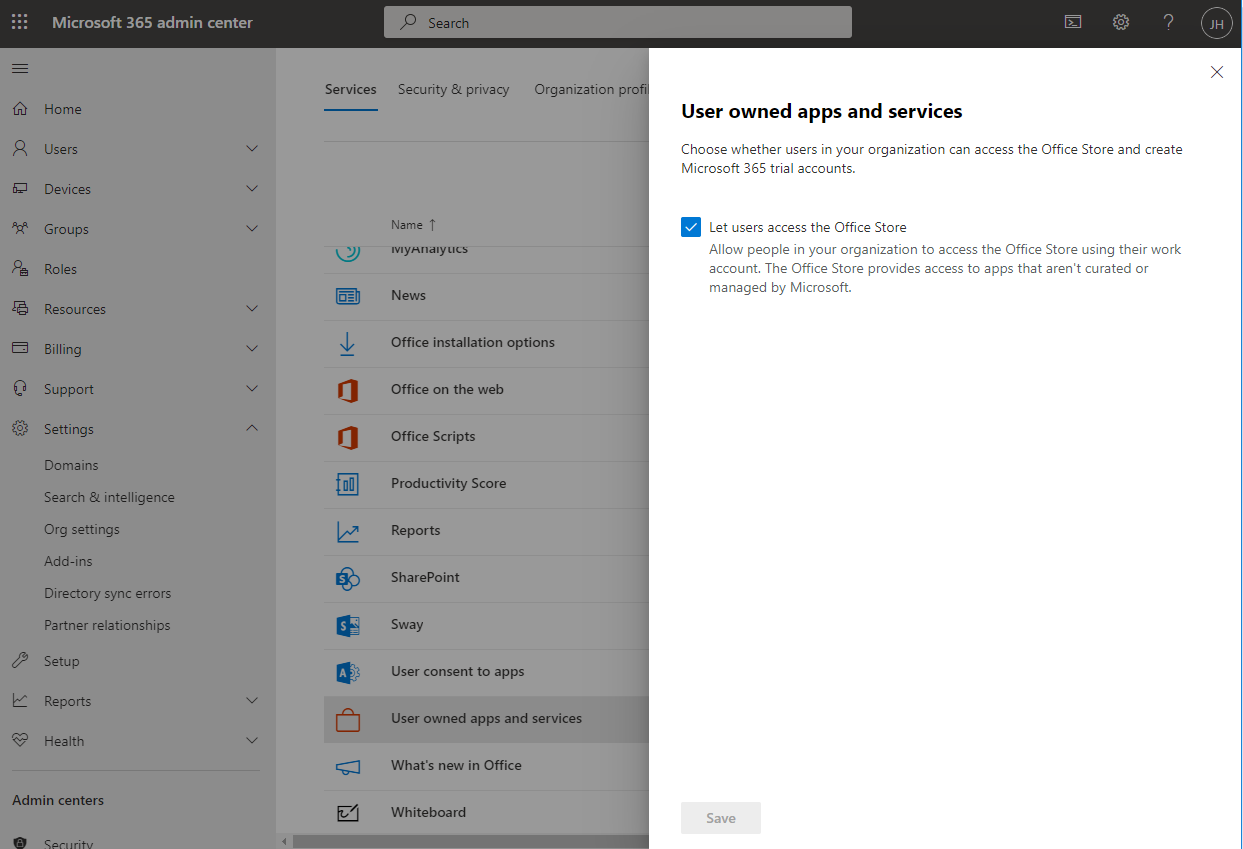 Microsoft 365 admin center
Search
JH
Home
Users
Devices
Groups
Roles
Resources
Billing
Support
Settings
Domains
Search & intelligence
Org settings
Add-ins
Directory sync errors
Partner relationships
Setup
Reports
Health
Admin centers
Security
Services Security & privacy Organization profil
Name ↑
MyAnalytics
News
Office installation options
Office on the web
Office Scripts
Productivity Score
Reports
SharePoint
Sway
User consent to apps
User owned apps and services
What's new in Office
Whiteboard
User owned apps and services
Choose whether users in your organization can access the Office Store and create
Microsoft 365 trial accounts.
Let users access the Office Store
Allow people in your organization to access the Office Store using their work
account. The Office Store provides access to apps that aren't curated or
managed by Microsoft.
Save